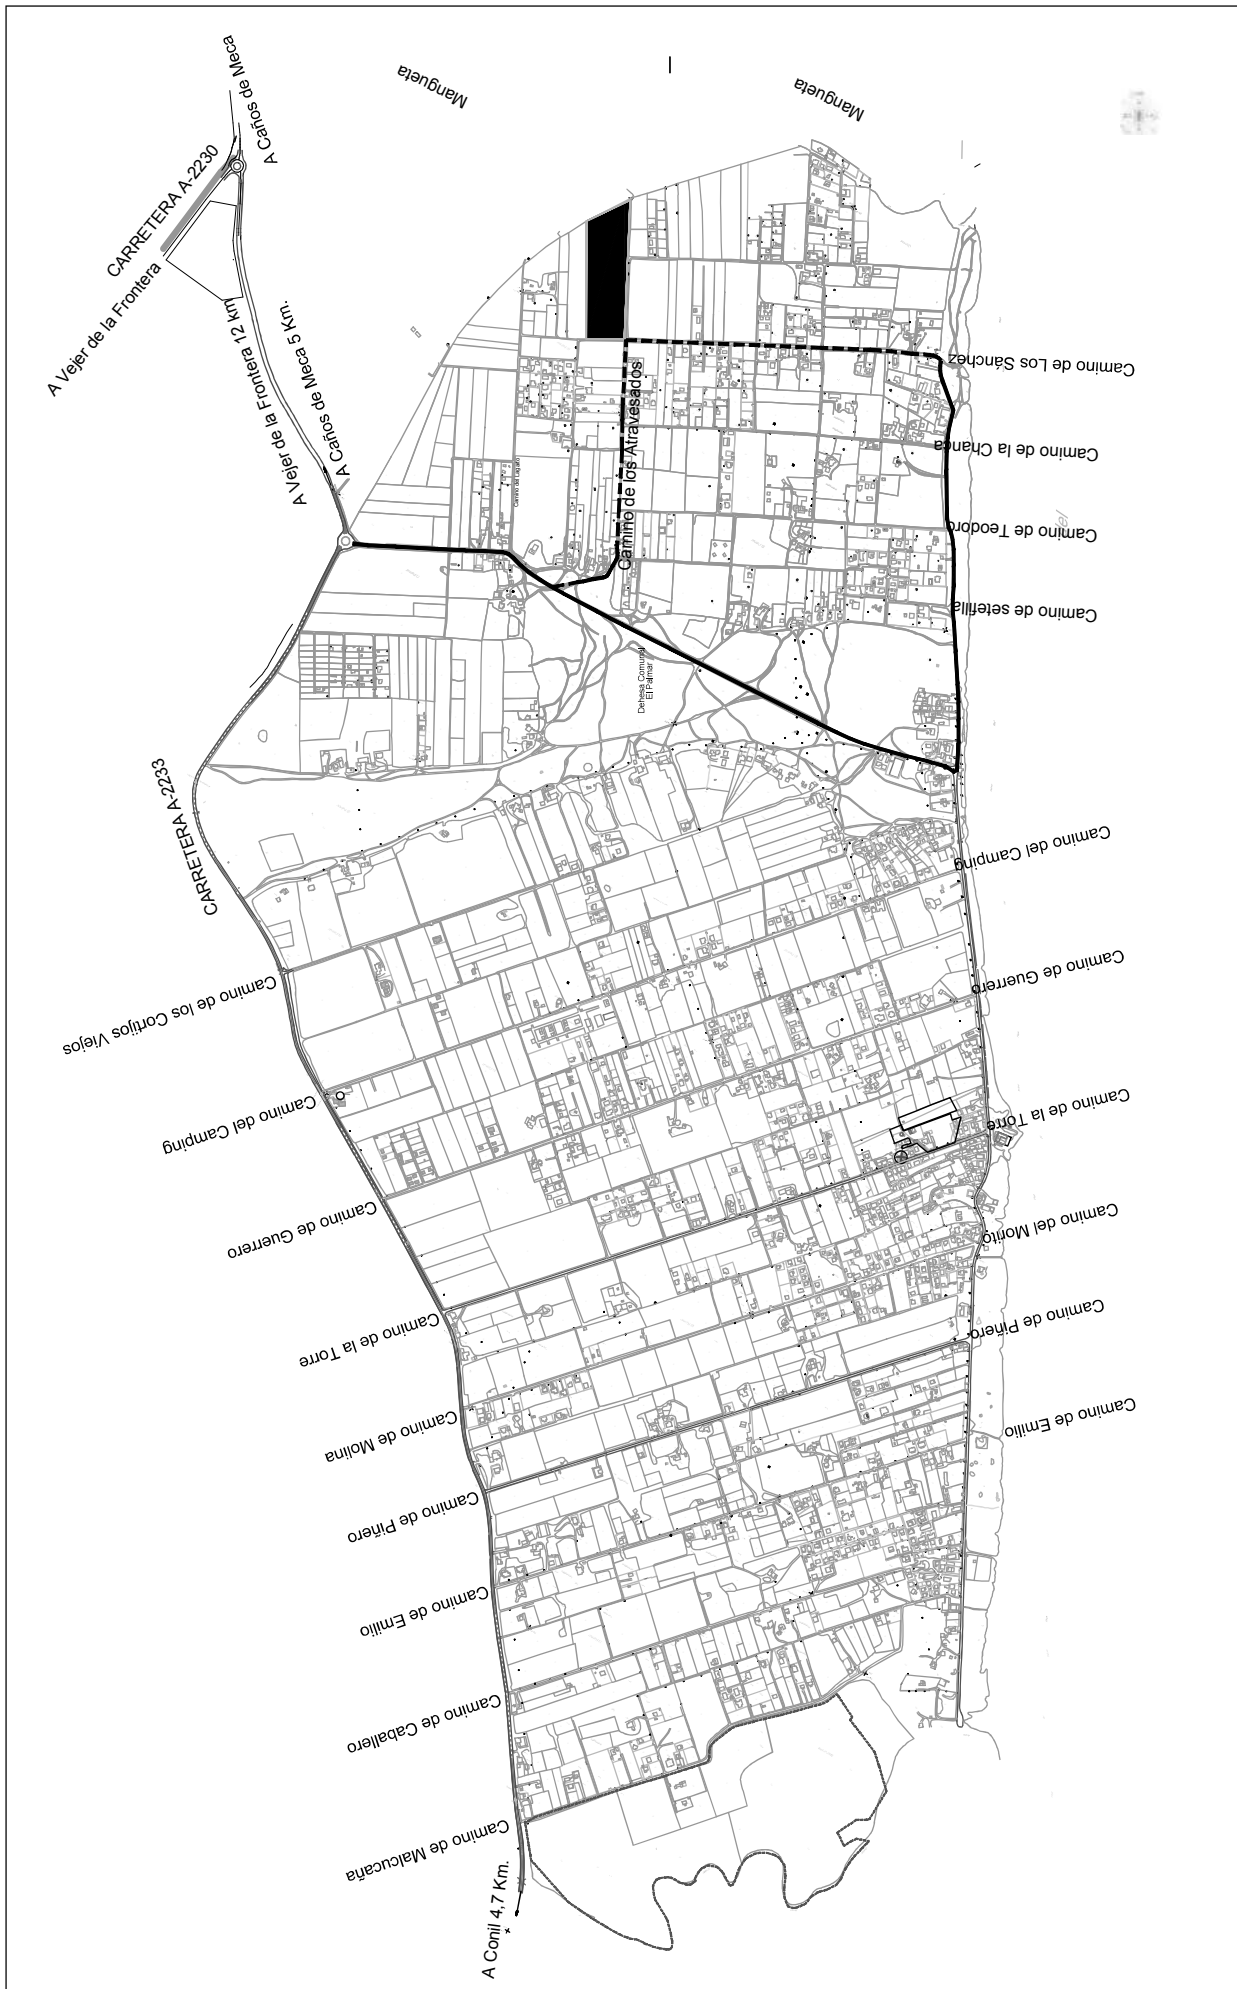 A Caños de Meca
CARRETERA A-2230
A Caños de Meca
A Vejer de la Frontera
Mangueta
Mangueta
A Vejer de la Frontera 12 km
A Caños de Meca 5 Km.
Camino de Los Sánchez
Camino de los Atravesados
Camino de la Chanca
Camino de Teodoro
Camino de setefilla
Dehesa Comunal
El Palmar
CARRETERA A-2233
Camino del Camping
Camino de los Cortijos Viejos
Camino de Guerrero
Camino del Camping
Camino de la Torre
Camino de Guerrero
Camino del Morito
Camino de la Torre
Camino de Piñero
Camino de Molina
Camino de Emilio
Camino de Piñero
Camino de Emilio
Camino de Caballero
Camino de Malcucaña
A Conil 4,7 Km.